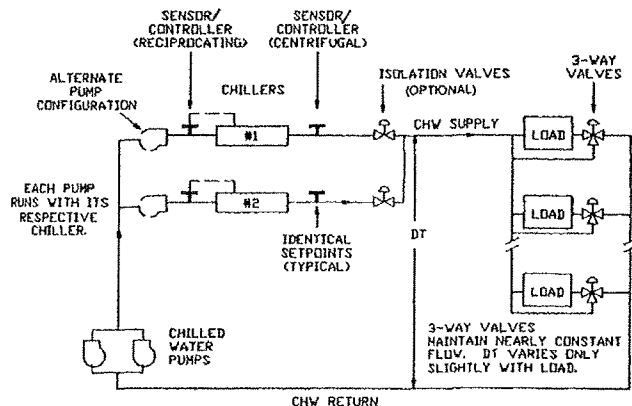 SENSOR/
CONTROLLER
(RECIPROCATING)
SENSOR/
CONTROLLER
(CENTRIFUGAL)
3-WAY
VALVES
ALTERNATE
PUMP
CONFIGURATION
CHILLERS
ISOLATION VALVES
(OPTIONAL)
#1
CHW SUPPLY
LOAD
EACH PUMP
RUNS WITH ITS
RESPECTIVE
CHILLER.
#2
LOAD
IDENTICAL
SETPOINTS
(TYPICAL)
DT
LOAD
CHILLED
WATER
PUMPS
3-WAY VALVES
MAINTAIN NEARLY CONSTANT
FLOW. DT VARIES ONLY
SLIGHTLY WITH LOAD.
CHW RETURN